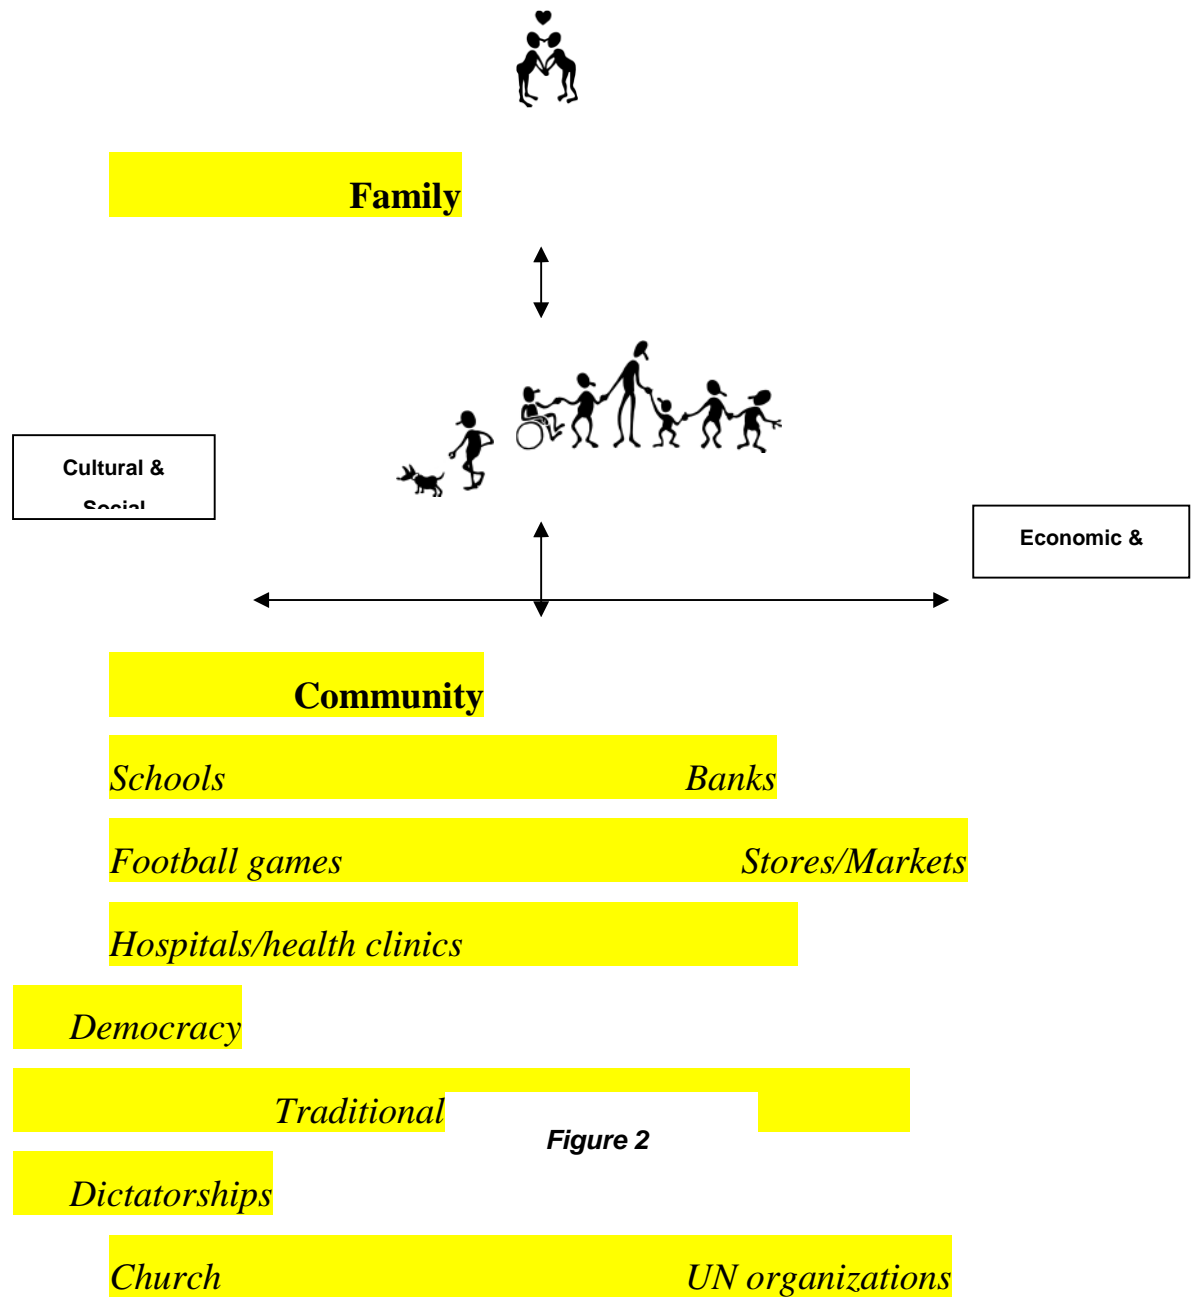 Family
Cultural &
Social
Economic &
Community
Schools Banks
Football games Stores/Markets
Hospitals/health clinics
Democracy
Traditional
Figure 2
Dictatorships
Church UN organizations